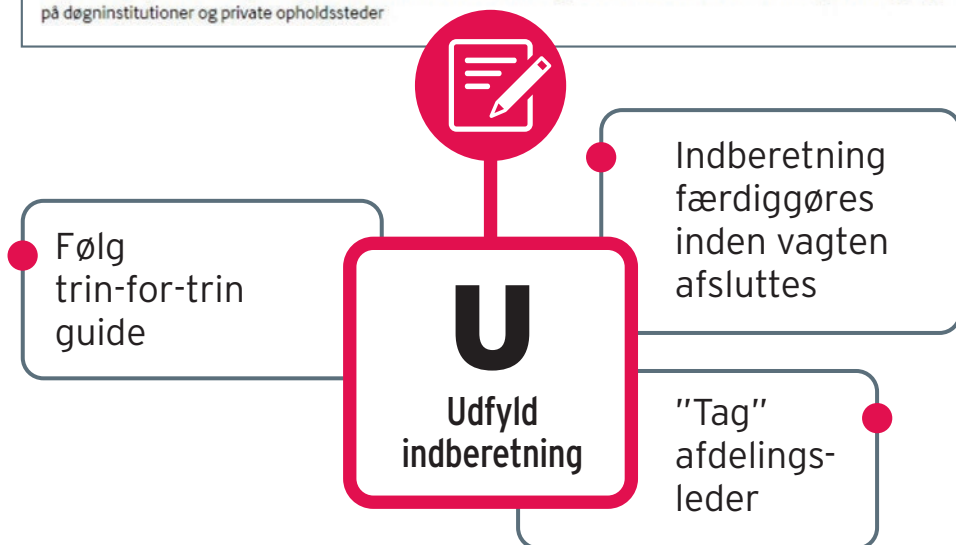 på døgninstitutioner og private opholdssteder
Følg
trin-for-trin
guide
U
Udfyld
indberetning
Indberetning
færdiggøres
inden vagten
afsluttes
"Tag"
afdelings-
leder